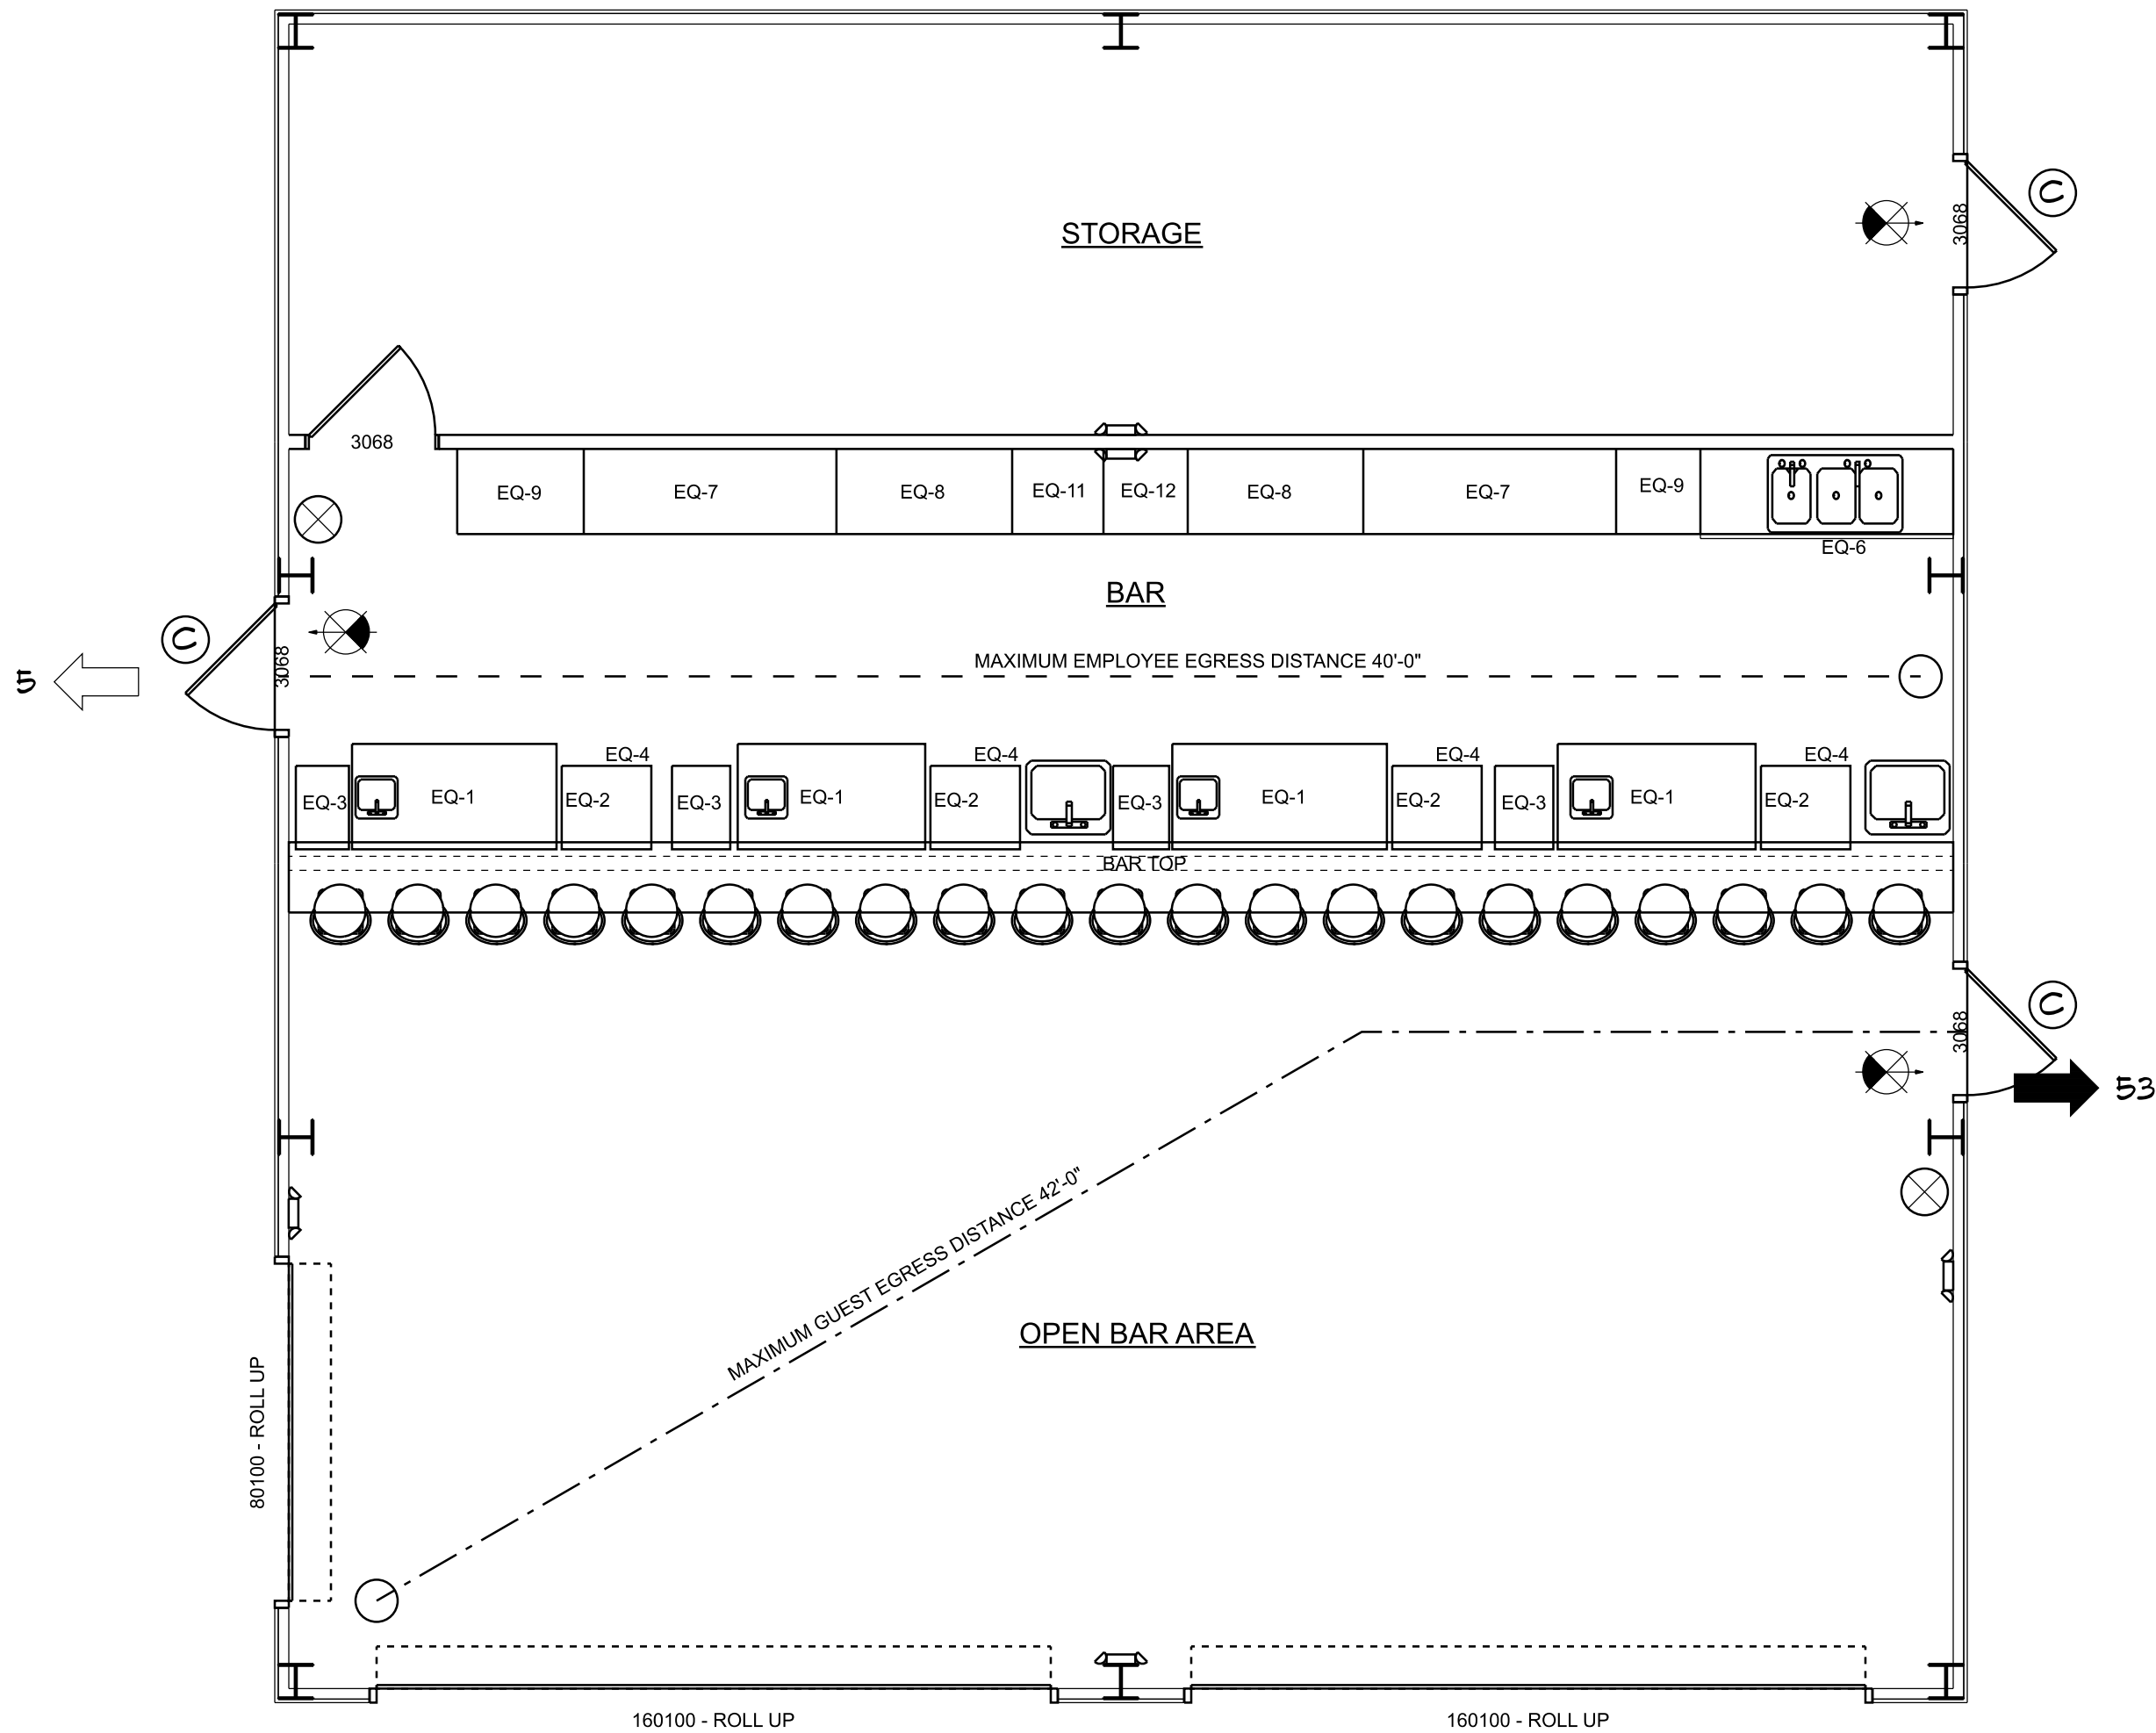 C
STORAGE
3068
3068
EQ-9
EQ-7
EQ-8
EQ-11
EQ-12
EQ-8
EQ-7
EQ-9
EQ-6
BAR
C
5
3068
MAXIMUM EMPLOYEE EGRESS DISTANCE 40'-0"
EQ-4
EQ-4
EQ-4
EQ-4
EQ-3
EQ-1
EQ-2
EQ-3
EQ-1
EQ-2
EQ-3
EQ-1
EQ-2
EQ-3
EQ-1
EQ-2
BAR TOP
C
3068
53
MAXIMUM GUEST EGRESS DISTANCE 42'-0"
OPEN BAR AREA
80100 - ROLL UP
160100 - ROLL UP
160100 - ROLL UP